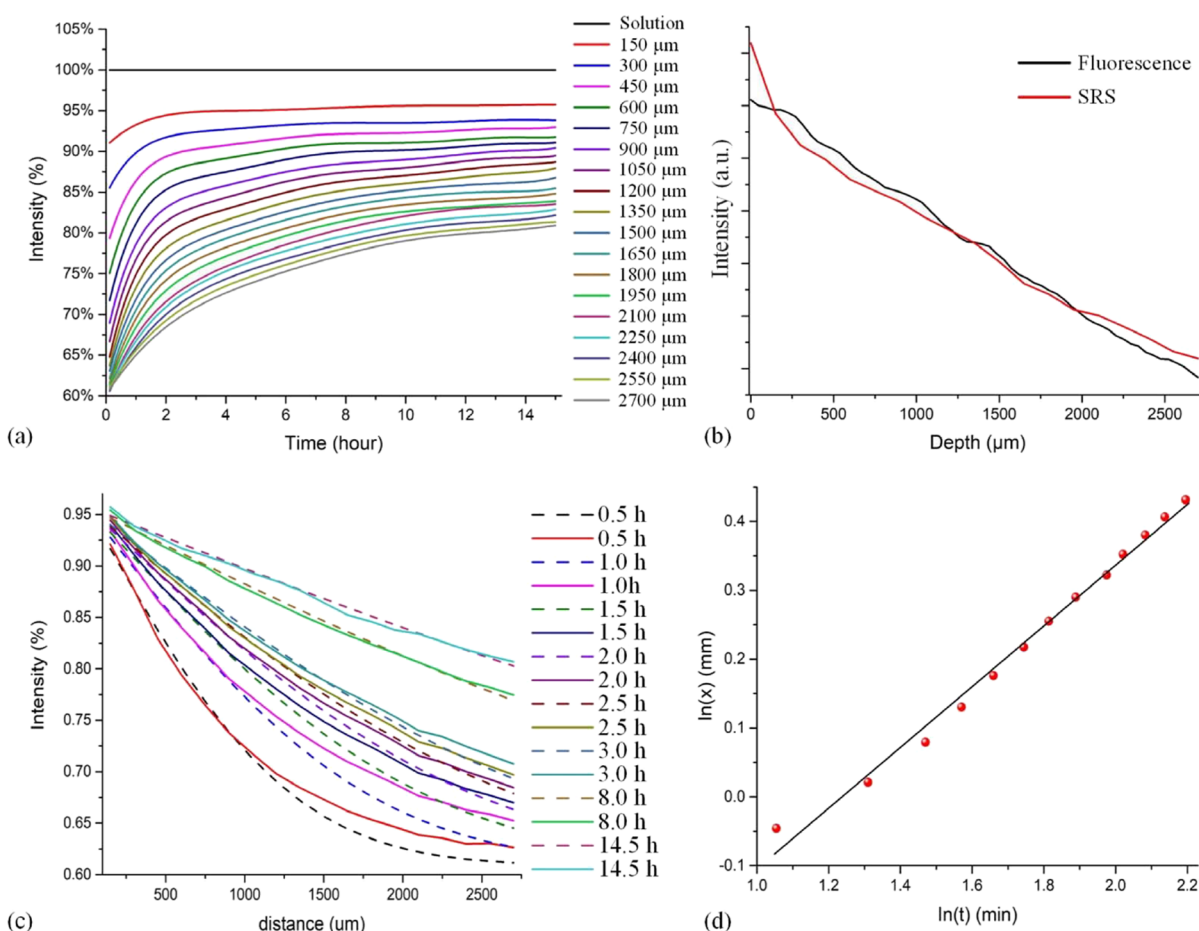 105%
100%
95%
90%
85%
80%
75%
70%
65%
60%
Intensity (%)
0 2 4 6 8 10 12 14
Time (hour)
(a)
Solution
150 μm
300 μm
450 μm
600 μm
750 μm
900 μm
1050 μm
1200 μm
1350 μm
1500 μm
1650 μm
1800 μm
1950 μm
2100 μm
2250 μm
2400 μm
2550 μm
2700 μm
Fluorescence
SRS
Intensity (a.u.)
0 500 1000 1500 2000 2500
Depth (μm)
(b)
0.95
0.90
0.85
0.80
0.75
0.70
0.65
0.60
Intensity (%)
500 1000 1500 2000 2500
distance (um)
(c)
0.5 h
0.5 h
1.0 h
1.0h
1.5 h
1.5 h
2.0 h
2.0 h
2.5 h
2.5 h
3.0 h
3.0 h
8.0 h
8.0 h
14.5 h
14.5 h
0.4
0.3
0.2
0.1
0.0
-0.1
ln(x) (mm)
1.0 1.2 1.4 1.6 1.8 2.0 2.2
ln(t) (min)
(d)